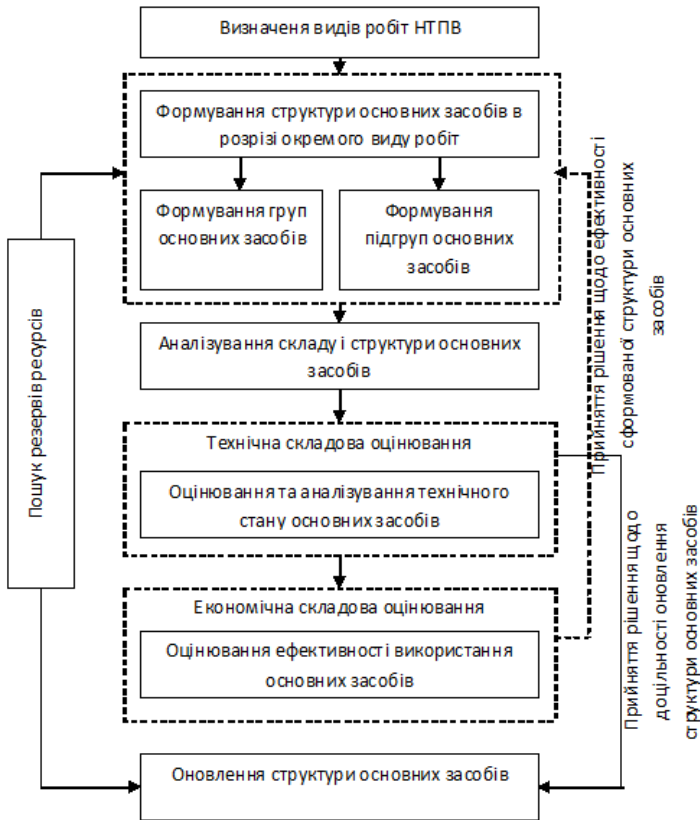 Визначеня видів робіт НТПВ
Формування структури основних засобів в
розрізі окремого виду робіт
Формування груп
основних засобів
Формування
підгруп основних
засобів
Аналізування складу і структури основних
засобів
Технічна складова оцінювання
Оцінювання та аналізування технічного
стану основних засобів
Економічна складова оцінювання
Оцінювання ефективності використання
основних засобів
Оновлення структури основних засобів
Пошук резервів ресурсів
Прийняття рішення щодо ефективності
сформованої структури основних
засобів
Прийняття рішення щодо
доцільності оновлення
структури основних засобів